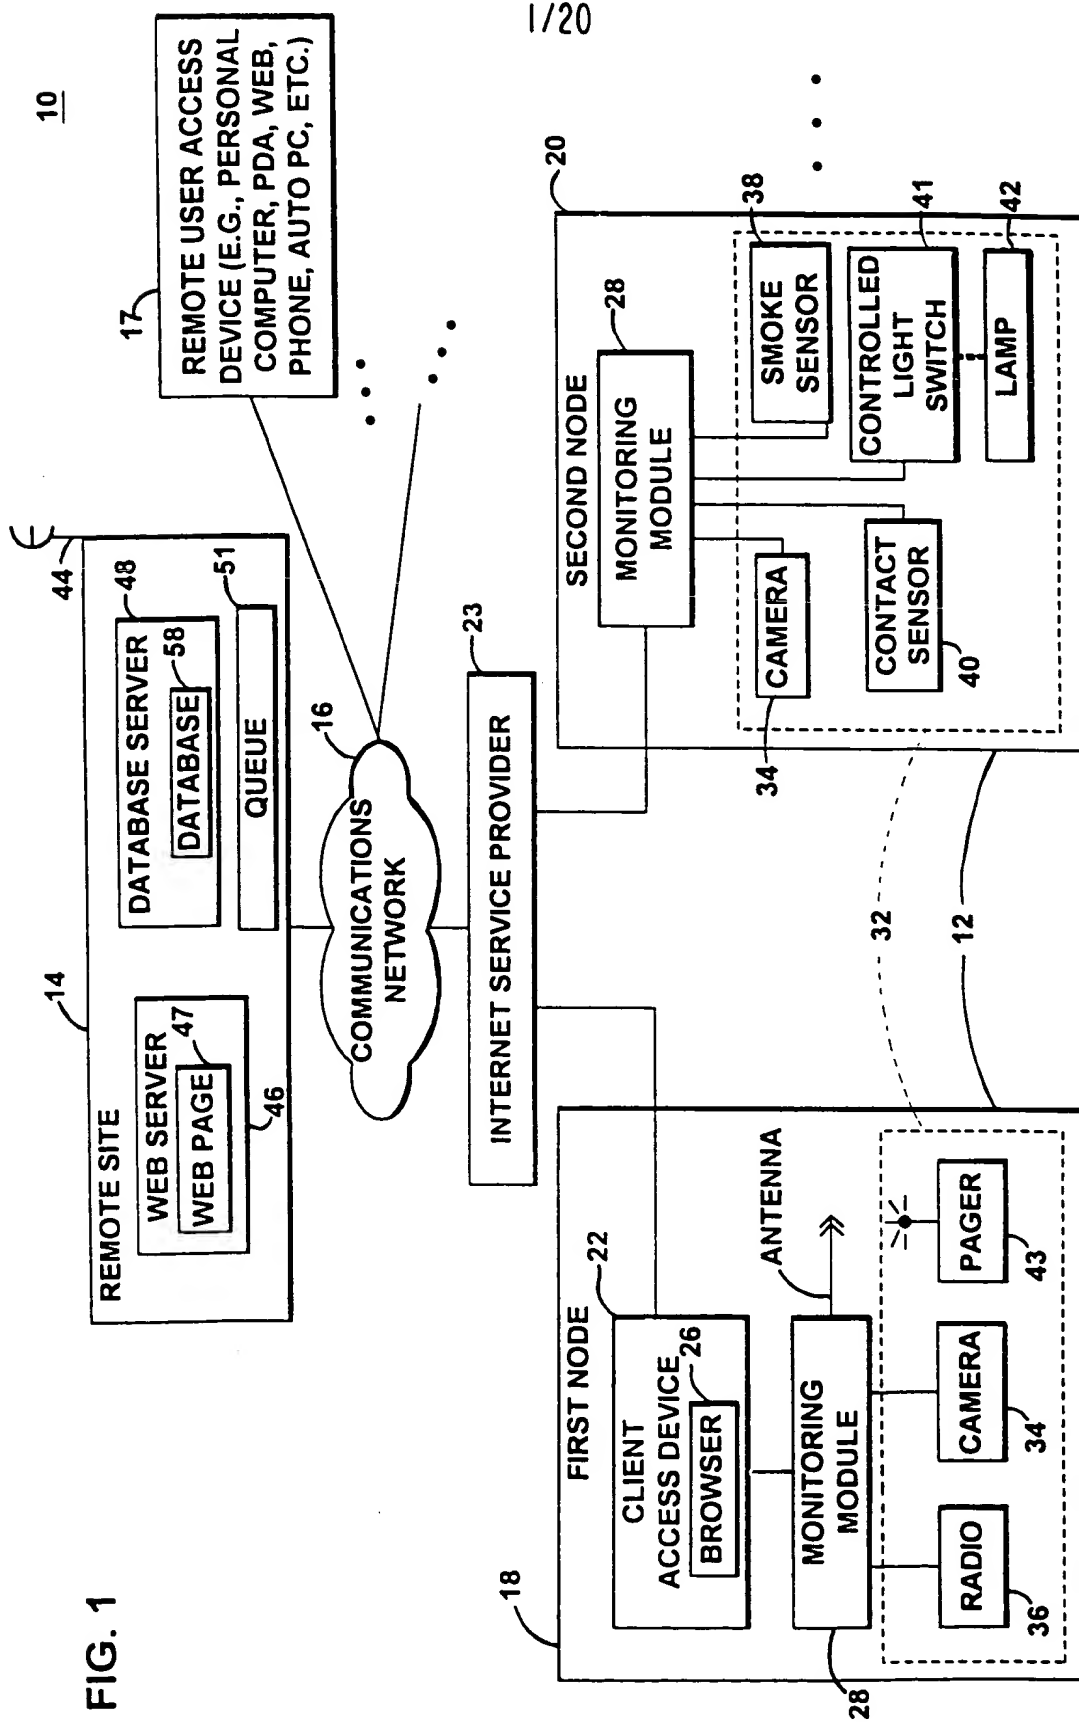 1/20
FIG. 1
10
14
REMOTE SITE
WEB SERVER
WEB PAGE
47
46
DATABASE SERVER
48
DATABASE
58
QUEUE
51
44
17
REMOTE USER ACCESS
DEVICE (E.G., PERSONAL
COMPUTER, PDA, WEB,
PHONE, AUTO PC, ETC.)
COMMUNICATIONS
NETWORK
16
INTERNET SERVICE PROVIDER
23
18
FIRST NODE
CLIENT
ACCESS DEVICE
22
BROWSER
26
MONITORING
MODULE
28
ANTENNA
RADIO
36
CAMERA
34
PAGER
43
32
12
20
SECOND NODE
MONITORING
MODULE
28
CAMERA
34
SMOKE
SENSOR
38
CONTACT
SENSOR
40
CONTROLLED
LIGHT
SWITCH
41
LAMP
42